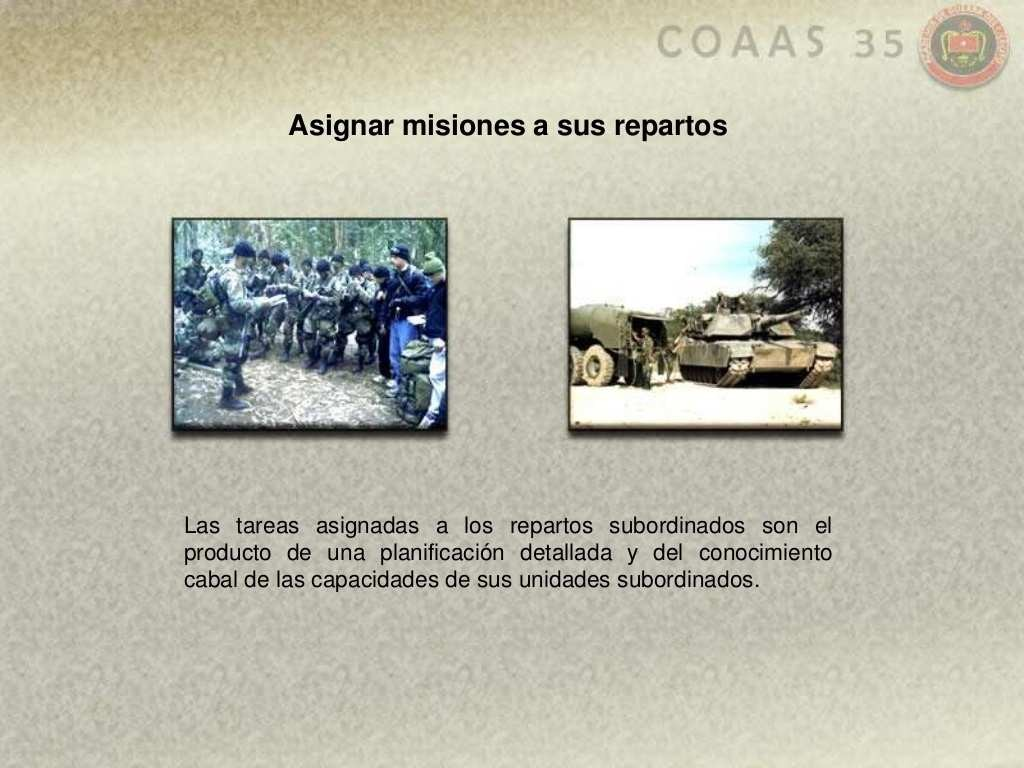 COAAS 35
Asignar misiones a sus repartos
Las tareas asignadas a los repartos subordinados son el
producto de una planificación detallada y del conocimiento
cabal de las capacidades de sus unidades subordinados.